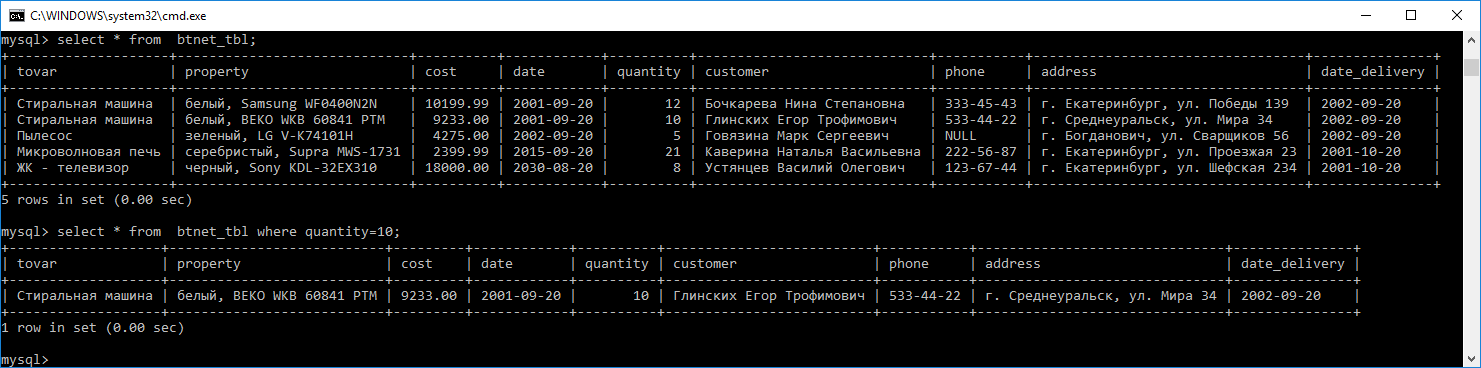 C:\WINDOWS\system32\cmd.exe
mysql> select * from  btnet_tbl;
+--------------------+----------------------------+----------+------------+----------+----------------------------+-----------+----------------------------------+---------------+
| tovar              | property                   | cost     | date       | quantity | customer                   | phone     | address                          | date_delivery |
+--------------------+----------------------------+----------+------------+----------+----------------------------+-----------+----------------------------------+---------------+
| Стиральная машина  | белый, Samsung WF0400N2N   | 10199.99 | 2001-09-20 |       12 | Бочкарева Нина Степановна  | 333-45-43 | г. Екатеринбург, ул. Победы 139  | 2002-09-20    |
| Стиральная машина  | белый, BEKO WKB 60841 PTM  |  9233.00 | 2001-09-20 |       10 | Глинских Егор Трофимович   | 533-44-22 | г. Среднеуральск, ул. Мира 34    | 2002-09-20    |
| Пылесос            | зеленый, LG V-K74101H      |  4275.00 | 2002-09-20 |        5 | Говязина Марк Сергеевич    | NULL      | г. Богданович, ул. Сварщиков 56  | 2002-09-20    |
| Микроволновая печь | серебристый, Supra MWS-1731 |  2399.99 | 2015-09-20 |       21 | Каверина Наталья Васильевна | 222-56-87 | г. Екатеринбург, ул. Проезжая 23 | 2001-10-20    |
| ЖК - телевизор     | черный, Sony KDL-32EX310   | 18000.00 | 2030-08-20 |        8 | Устянцев Василий Олегович  | 123-67-44 | г. Екатеринбург, ул. Шефская 234 | 2001-10-20    |
+--------------------+----------------------------+----------+------------+----------+----------------------------+-----------+----------------------------------+---------------+
5 rows in set (0.00 sec)
mysql> select * from  btnet_tbl where quantity=10;
+-------------------+---------------------------+---------+------------+----------+--------------------------+-----------+-------------------------------+---------------+
| tovar             | property                  | cost    | date       | quantity | customer                 | phone     | address                       | date_delivery |
+-------------------+---------------------------+---------+------------+----------+--------------------------+-----------+-------------------------------+---------------+
| Стиральная машина | белый, BEKO WKB 60841 PTM | 9233.00 | 2001-09-20 |       10 | Глинских Егор Трофимович | 533-44-22 | г. Среднеуральск, ул. Мира 34 | 2002-09-20    |
+-------------------+---------------------------+---------+------------+----------+--------------------------+-----------+-------------------------------+---------------+
1 row in set (0.00 sec)
mysql>